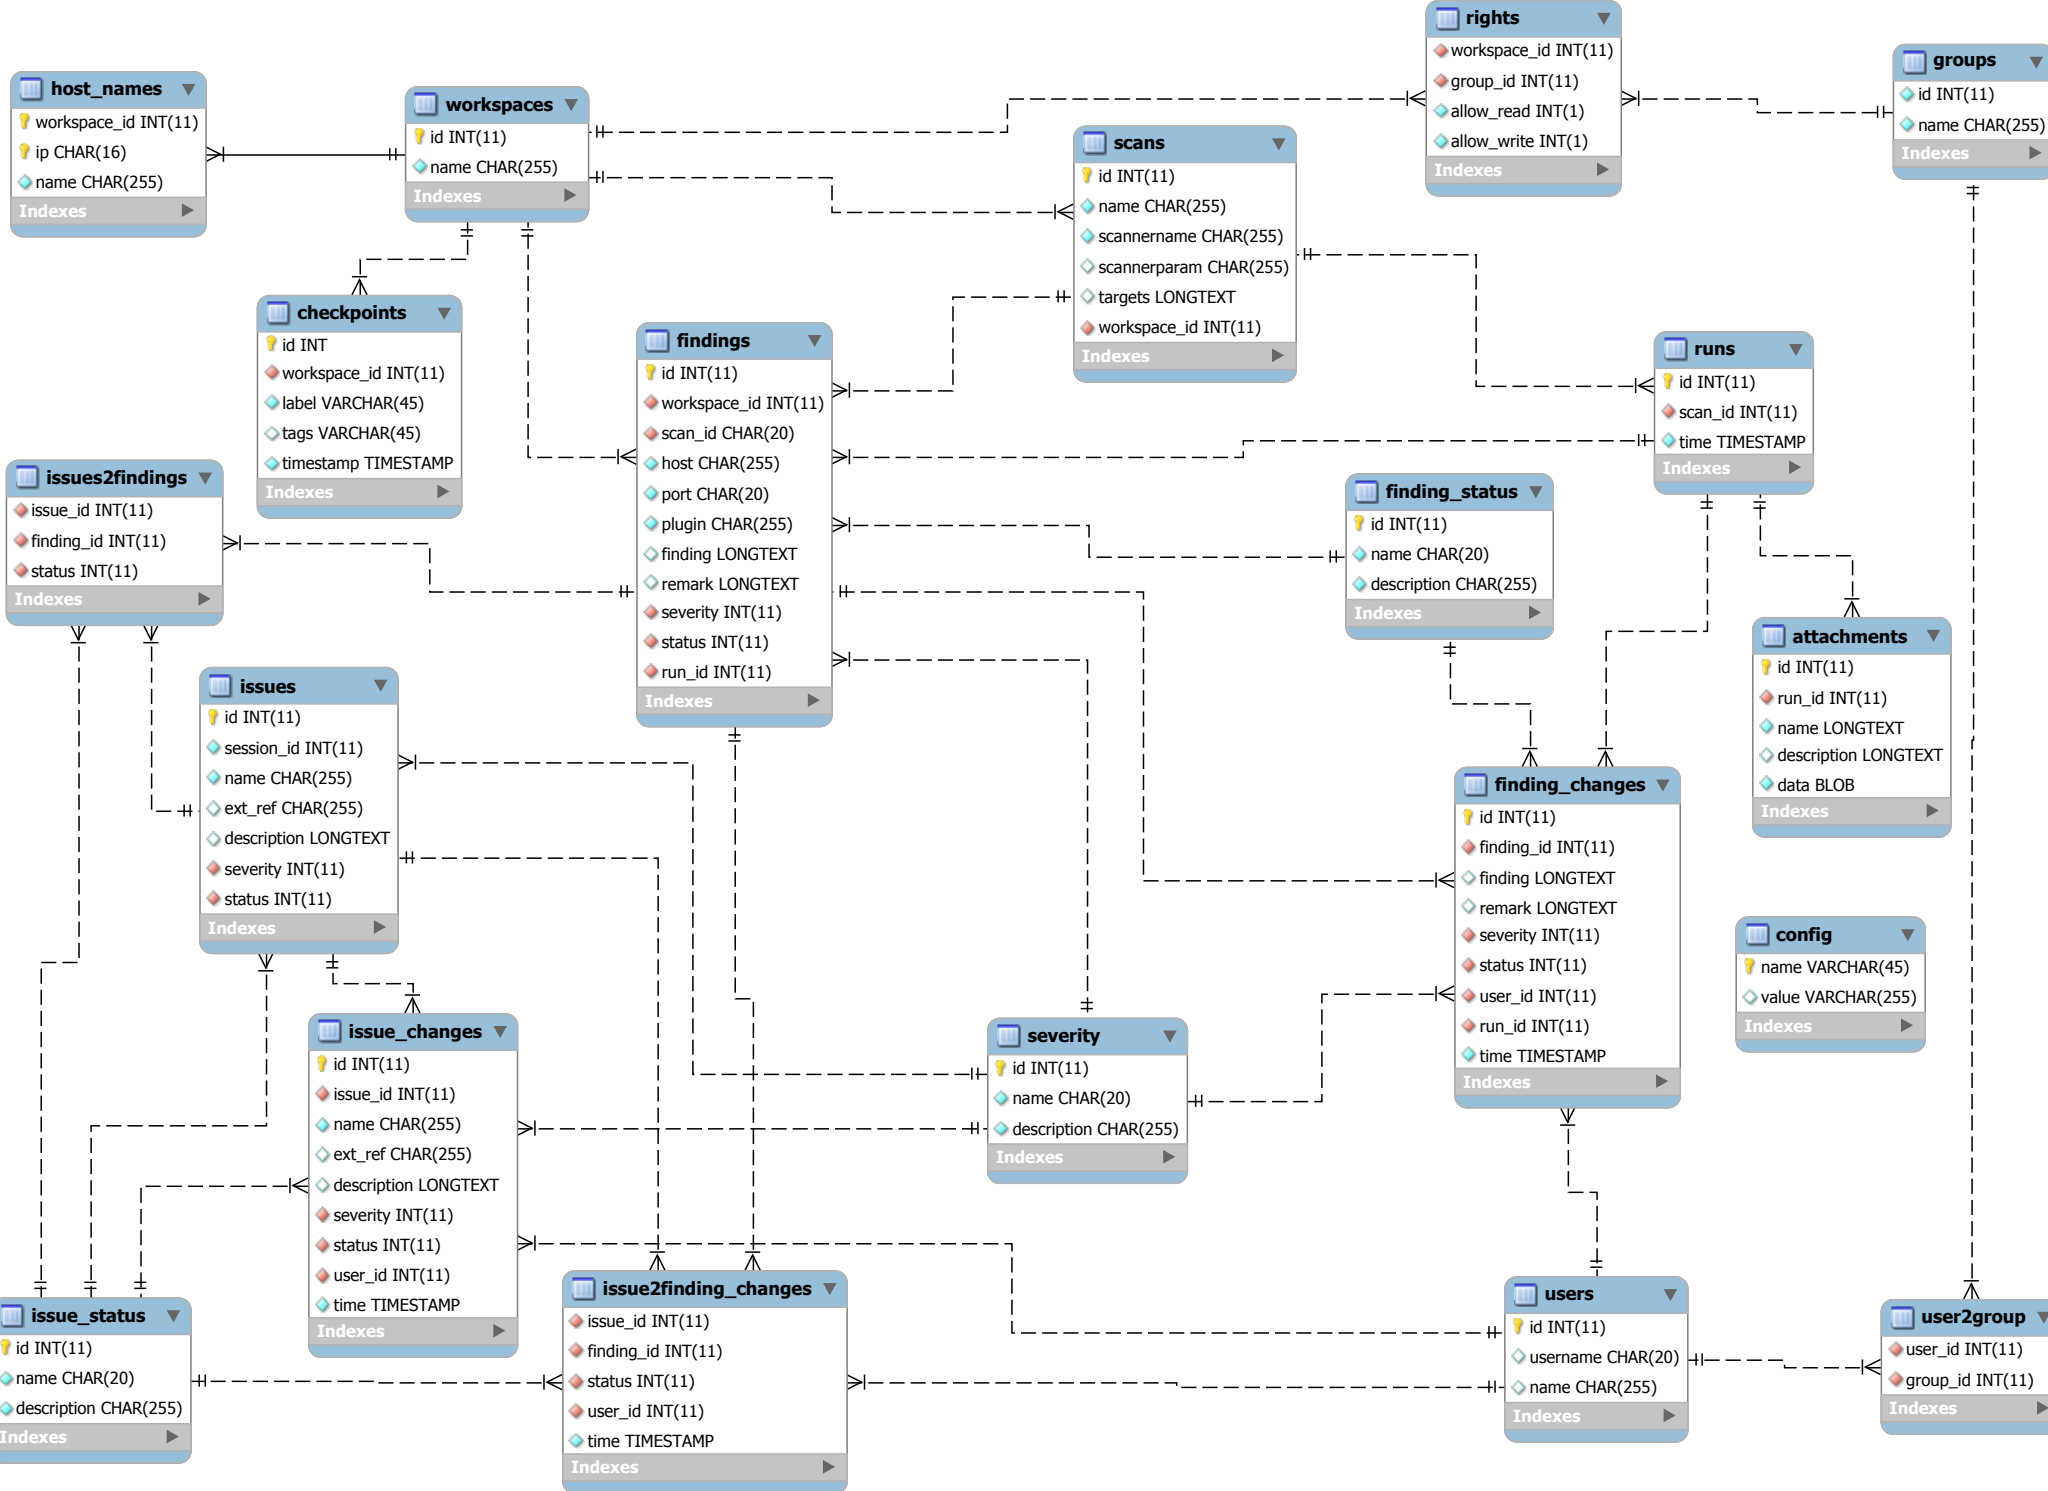 rights
workspace_id INT(11)
group_id INT(11)
allow_read INT(1)
allow_write INT(1)
Indexes
groups
id INT(11)
name CHAR(255)
Indexes
host_names
workspace_id INT(11)
ip CHAR(16)
name CHAR(255)
Indexes
workspaces
id INT(11)
name CHAR(255)
Indexes
scans
id INT(11)
name CHAR(255)
scannername CHAR(255)
scannerparam CHAR(255)
targets LONGTEXT
workspace_id INT(11)
Indexes
checkpoints
id INT
workspace_id INT(11)
label VARCHAR(45)
tags VARCHAR(45)
timestamp TIMESTAMP
Indexes
findings
id INT(11)
workspace_id INT(11)
scan_id CHAR(20)
host CHAR(255)
port CHAR(20)
plugin CHAR(255)
finding LONGTEXT
remark LONGTEXT
severity INT(11)
status INT(11)
run_id INT(11)
Indexes
runs
id INT(11)
scan_id INT(11)
time TIMESTAMP
Indexes
issues2findings
issue_id INT(11)
finding_id INT(11)
status INT(11)
Indexes
finding_status
id INT(11)
name CHAR(20)
description CHAR(255)
Indexes
attachments
id INT(11)
run_id INT(11)
name LONGTEXT
description LONGTEXT
data BLOB
Indexes
issues
id INT(11)
session_id INT(11)
name CHAR(255)
ext_ref CHAR(255)
description LONGTEXT
severity INT(11)
status INT(11)
Indexes
finding_changes
id INT(11)
finding_id INT(11)
finding LONGTEXT
remark LONGTEXT
severity INT(11)
status INT(11)
user_id INT(11)
run_id INT(11)
time TIMESTAMP
Indexes
config
name VARCHAR(45)
value VARCHAR(255)
Indexes
issue_changes
id INT(11)
issue_id INT(11)
name CHAR(255)
ext_ref CHAR(255)
description LONGTEXT
severity INT(11)
status INT(11)
user_id INT(11)
time TIMESTAMP
Indexes
severity
id INT(11)
name CHAR(20)
description CHAR(255)
Indexes
issue_status
id INT(11)
name CHAR(20)
description CHAR(255)
Indexes
issue2finding_changes
issue_id INT(11)
finding_id INT(11)
status INT(11)
user_id INT(11)
time TIMESTAMP
Indexes
users
id INT(11)
username CHAR(20)
name CHAR(255)
Indexes
user2group
user_id INT(11)
group_id INT(11)
Indexes